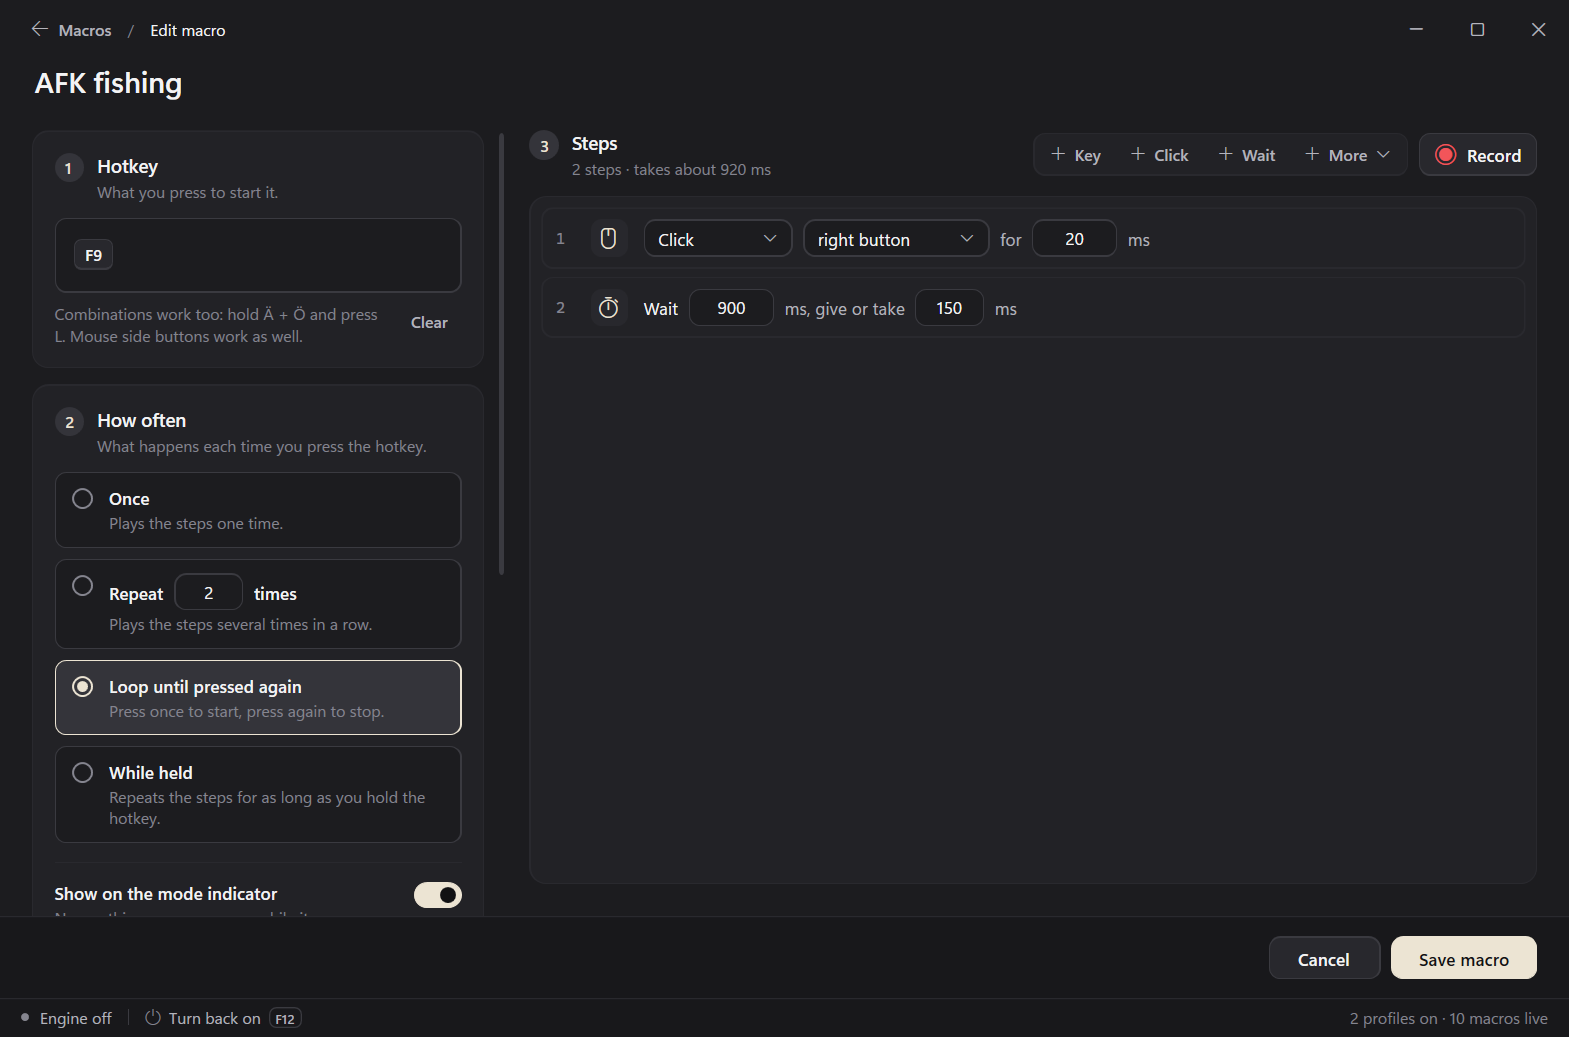 Macros / Edit macro
AFK fishing
1 Hotkey
What you press to start it.
F9
Combinations work too: hold Ä + Ö and press
L. Mouse side buttons work as well.
Clear
2 How often
What happens each time you press the hotkey.
Once
Plays the steps one time.
Repeat 2 times
Plays the steps several times in a row.
Loop until pressed again
Press once to start, press again to stop.
While held
Repeats the steps for as long as you hold the
hotkey.
Show on the mode indicator
3 Steps
2 steps · takes about 920 ms
+ Key + Click + Wait + More
Record
1 Click right button for 20 ms
2 Wait 900 ms, give or take 150 ms
Cancel Save macro
Engine off Turn back on F12
2 profiles on · 10 macros live